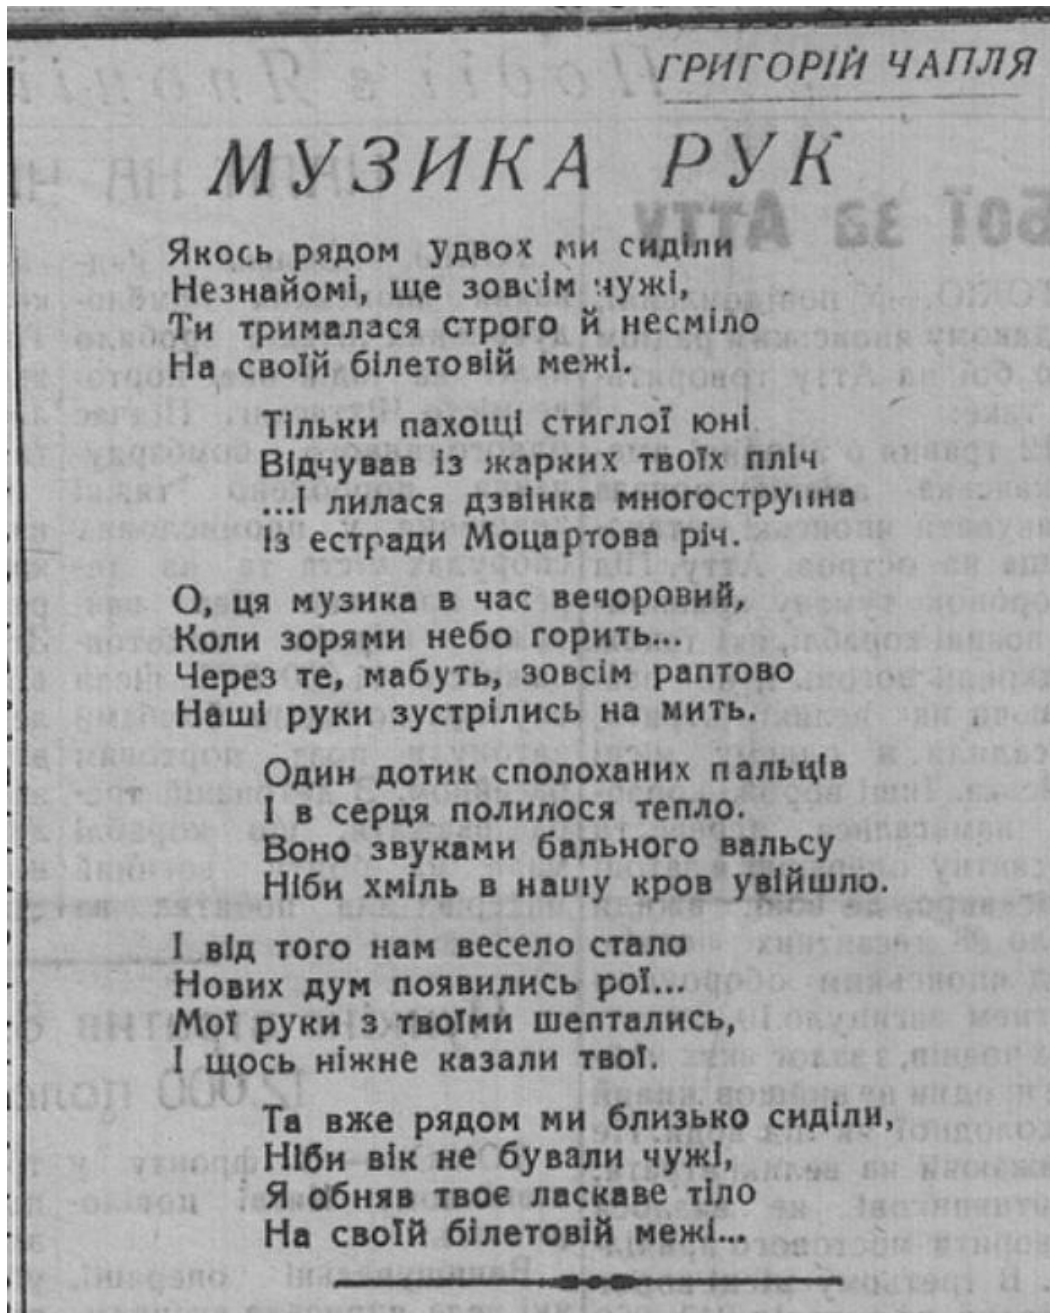 ГРИГОРІЙ ЧАПЛЯ
МУЗИКА РУК
Якось рядом удвох ми сиділи
Незнайомі, ще зовсім чужі,
Ти трималася строго й несміло
На своїй білетовій межі.
Тільки пахощі стиглої юні
Відчував із жарких твоїх пліч
...І лилася дзвінка многострунна
Із естради Моцартова річ.
О, ця музика в час вечоровий,
Коли зорями небо горить...
Через те, мабуть, зовсім раптово
Наші руки зустрілись на мить.
Один дотик сполоханих пальців
І в серця полилося тепло.
Воно звуками бального вальсу
Ніби хміль в нашу кров увійшло.
І від того нам весело стало
Нових дум появились рої...
Мої руки з твоїми шептались,
І щось ніжне казали твої.
Та вже рядом ми близько сиділи,
Ніби вік не бували чужі,
Я обняв твоє ласкаве тіло
На своїй білетовій межі...